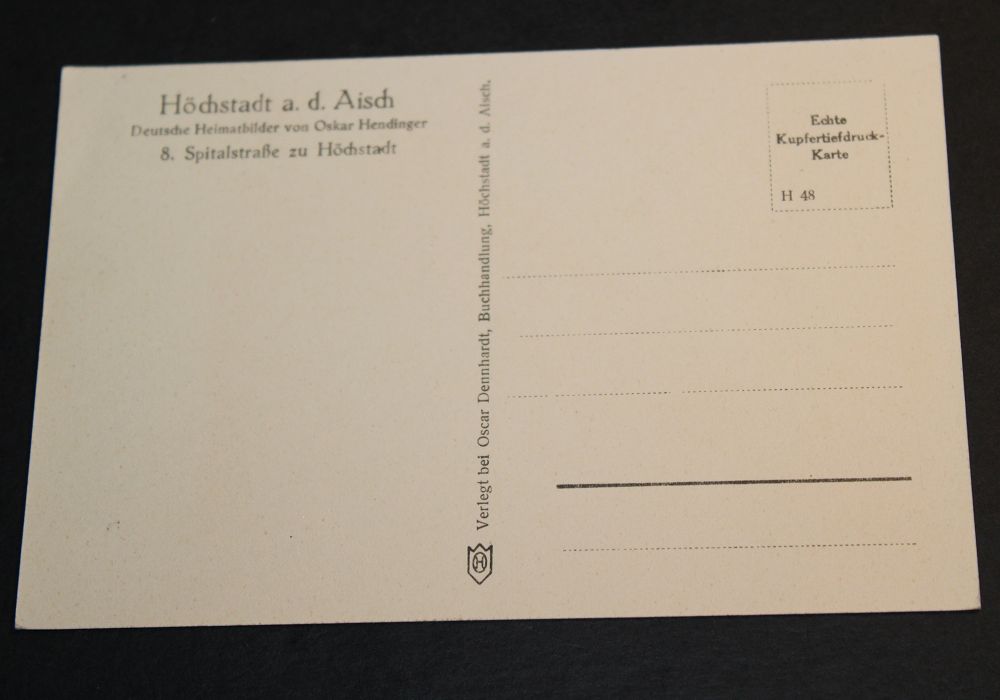 Höchstadt a. d. Aisch
Deutsche Heimatbilder von Oskar Hendinger
8. Spitalstraße zu Höchstadt
Verlegt bei Oscar Dennhardt, Buchhandlung, Höchstadt a. d. Aisch.
H
Echte
Kupfertiefdruck-
Karte
H 48